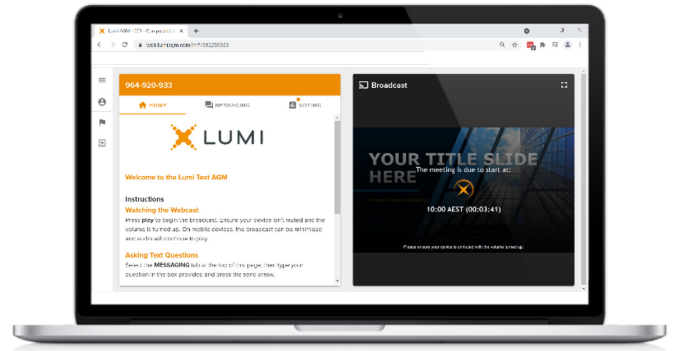 964-920-933
HOME
MESSAGING
VOTING
LUMI
Welcome to the Lumi Test AGM
Instructions
Watching the Webcast
Press play to begin the broadcast. Ensure your device isn't muted and the
volume is turned up. On mobile devices, the broadcast can be minimised
and audio will continue to play.
Asking Text Questions
Select the MESSAGING tab at the top of this page, then type your
question in the box provided and press the send arrow.
Broadcast
YOUR TITLE SLIDE
HERE
The meeting is due to start at:
10:00 AEST (00:03:41)
Please ensure your device is unmuted with the volume turned up.